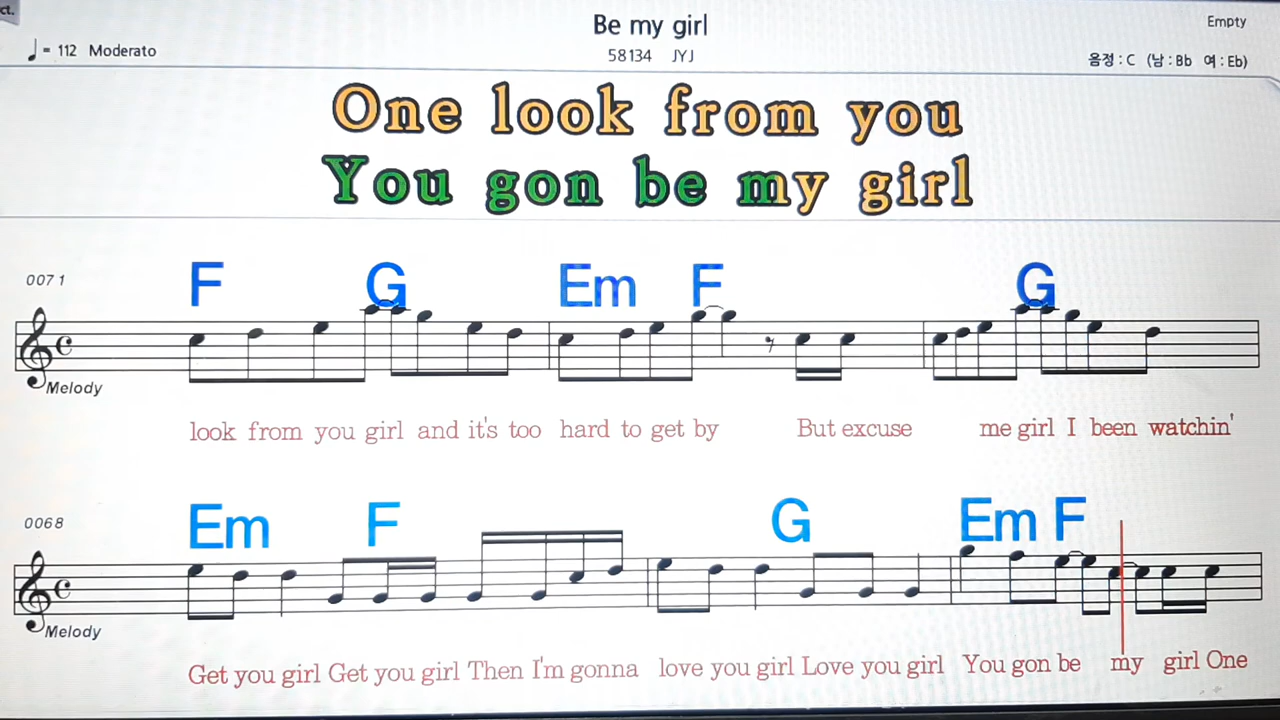 ct.
Be my girl
Empty
♩ = 112 Moderato
58134 JYJ
음정 : C (남 : Bb 여 : Eb)
One look from you
You gon be my girl
0071
F G Em F G
Melody
look from you girl and it's too hard to get by But excuse me girl I been watchin'
0068
Em F G Em F
Melody
Get you girl Get you girl Then I'm gonna love you girl Love you girl You gon be my girl One